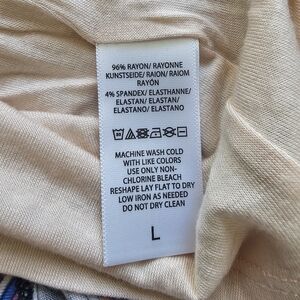 96% RAYON/ RAYONNE
KUNSTSEIDE/ RAION/ RAIOM
RAYÓN
4% SPANDEX/ ELASTHANNE/
ELASTAN/ ELASTAN/
ELASTANO/ ELASTANO
MACHINE WASH COLD
WITH LIKE COLORS
USE ONLY NON-
CHLORINE BLEACH
RESHAPE LAY FLAT TO DRY
LOW IRON AS NEEDED
DO NOT DRY CLEAN
L